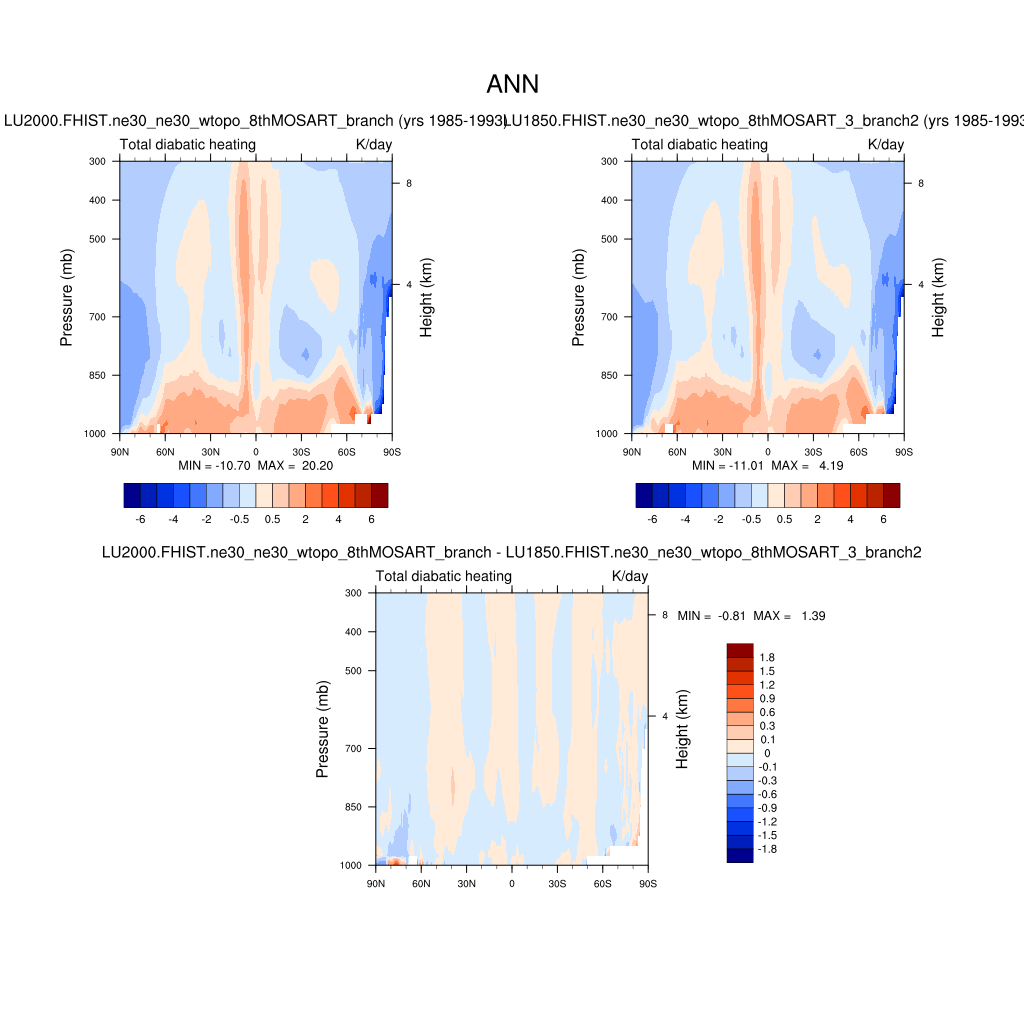 ANN
LU2000.FHIST.ne30_ne30_wtopo_8thMOSART_branch (yrs 1985-1993)
LU1850.FHIST.ne30_ne30_wtopo_8thMOSART_3_branch2 (yrs 1985-1993
Total diabatic heating K/day
300
400
500
700
850
1000
Pressure (mb)
8
4
Height (km)
90N 60N 30N 0 30S 60S 90S
MIN = -10.70 MAX = 20.20
-6 -4 -2 -0.5 0.5 2 4 6
Total diabatic heating K/day
300
400
500
700
850
1000
Pressure (mb)
8
4
Height (km)
90N 60N 30N 0 30S 60S 90S
MIN = -11.01 MAX = 4.19
-6 -4 -2 -0.5 0.5 2 4 6
LU2000.FHIST.ne30_ne30_wtopo_8thMOSART_branch - LU1850.FHIST.ne30_ne30_wtopo_8thMOSART_3_branch2
Total diabatic heating K/day
300
400
500
700
850
1000
Pressure (mb)
8
4
Height (km)
90N 60N 30N 0 30S 60S 90S
MIN = -0.81 MAX = 1.39
1.8
1.5
1.2
0.9
0.6
0.3
0.1
0
-0.1
-0.3
-0.6
-0.9
-1.2
-1.5
-1.8